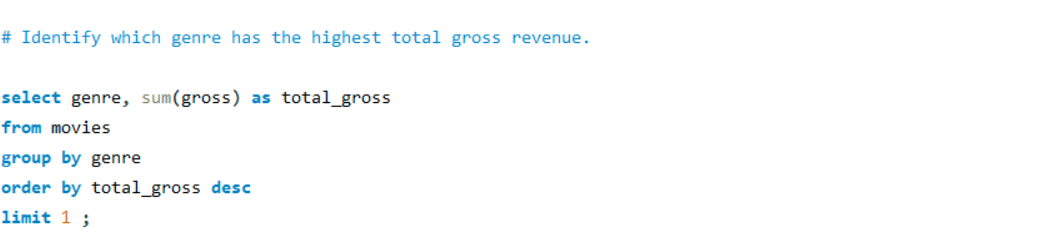 # Identify which genre has the highest total gross revenue.
select genre, sum(gross) as total_gross
from movies
group by genre
order by total_gross desc
limit 1 ;